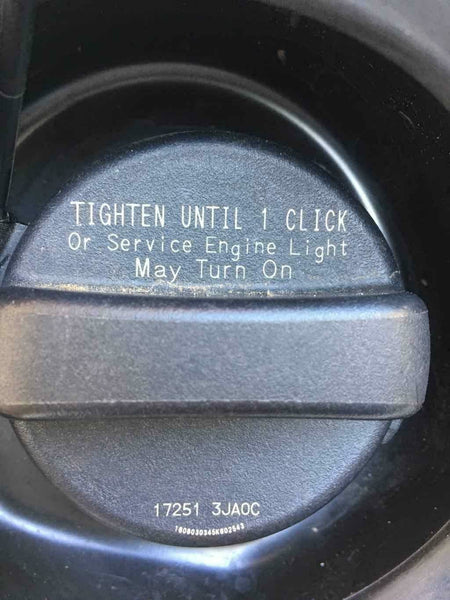 TIGHTEN UNTIL 1 CLICK
Or Service Engine Light
May Turn On
17251 3JA0C